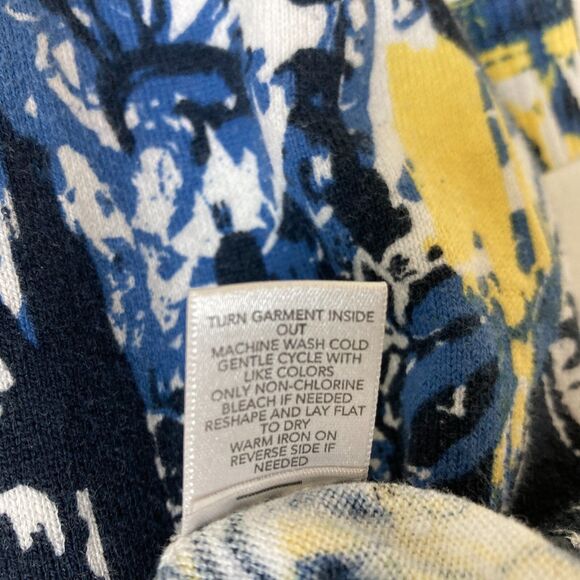 TURN GARMENT INSIDE
OUT
MACHINE WASH COLD
GENTLE CYCLE WITH
LIKE COLORS
ONLY NON-CHLORINE
BLEACH IF NEEDED
RESHAPE AND LAY FLAT
TO DRY
WARM IRON ON
REVERSE SIDE IF
NEEDED